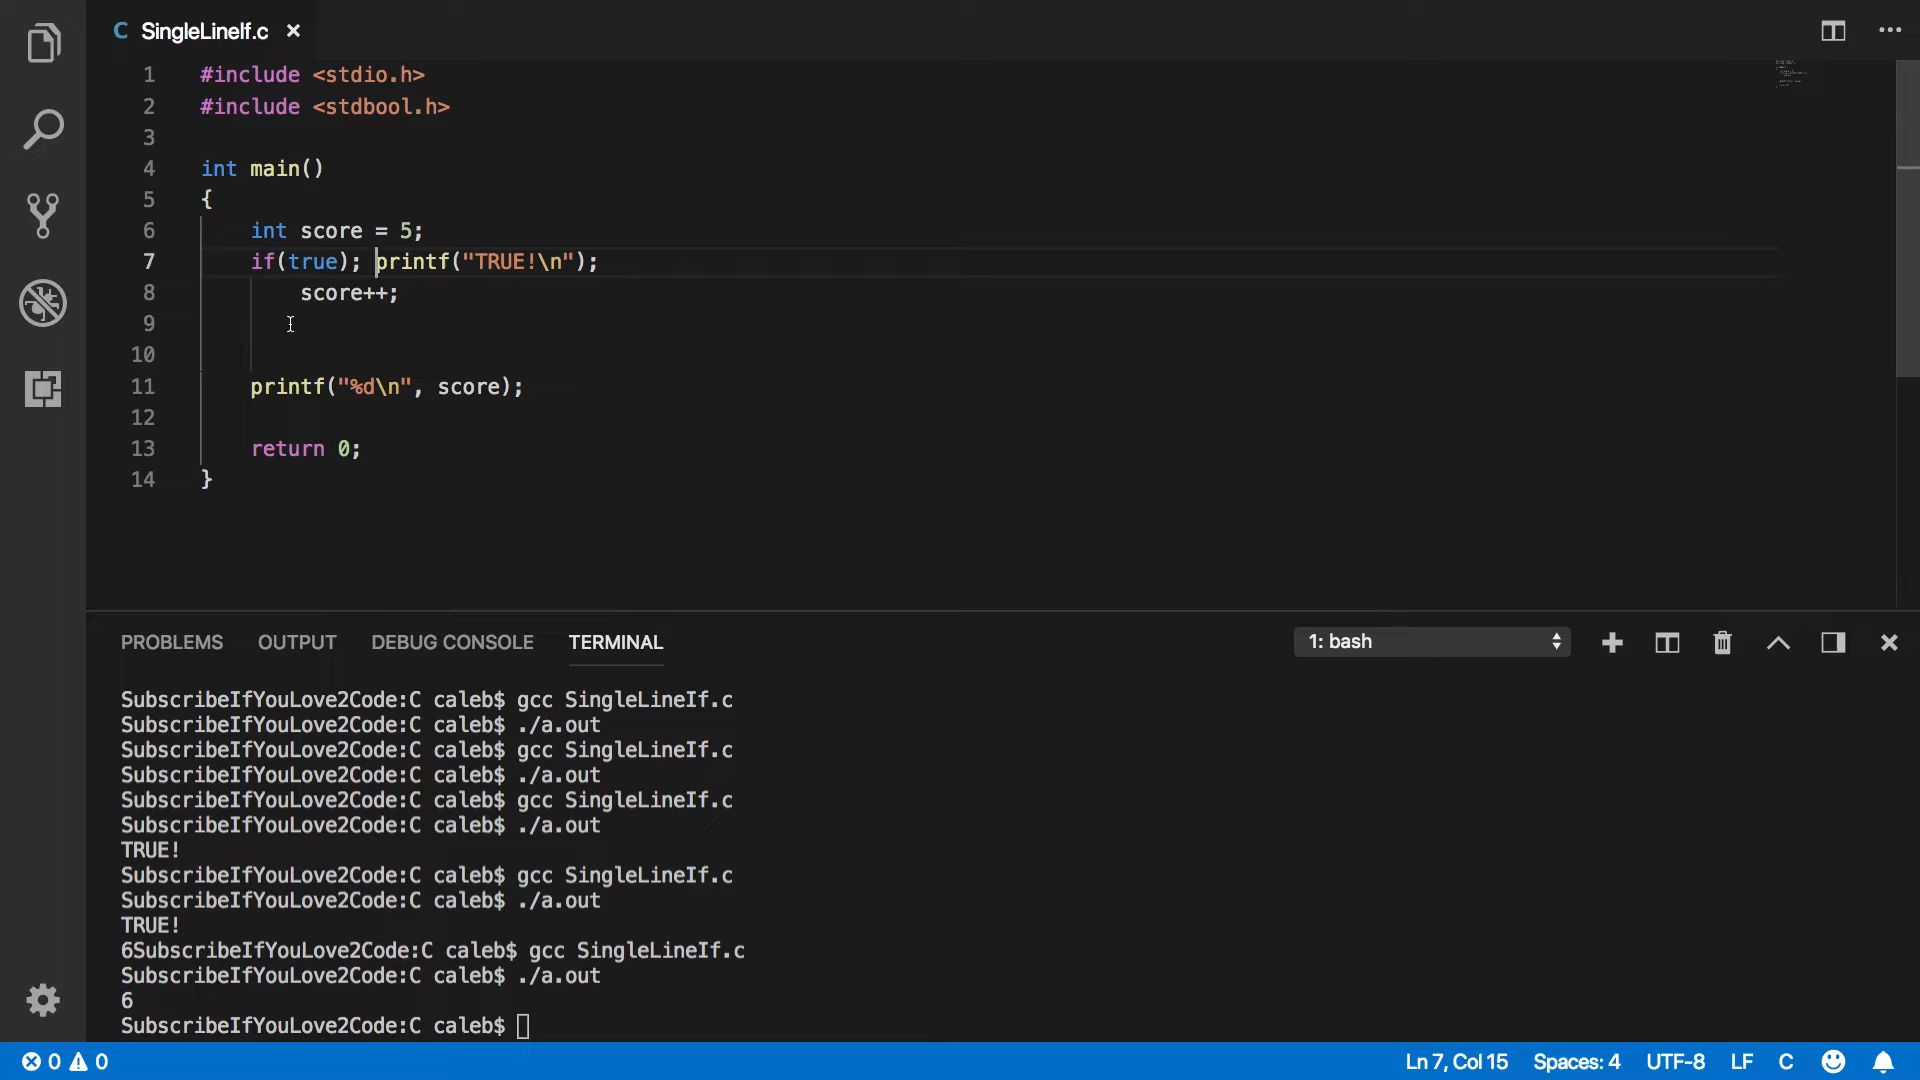 C SingleLineIf.c
1 #include <stdio.h>
2 #include <stdbool.h>
3
4 int main()
5 {
6 int score = 5;
7 if(true); printf("TRUE!\n");
8 score++;
9
10
11 printf("%d\n", score);
12
13 return 0;
14 }
PROBLEMS OUTPUT DEBUG CONSOLE TERMINAL 1: bash
SubscribeIfYouLove2Code:C caleb$ gcc SingleLineIf.c
SubscribeIfYouLove2Code:C caleb$ ./a.out
SubscribeIfYouLove2Code:C caleb$ gcc SingleLineIf.c
SubscribeIfYouLove2Code:C caleb$ ./a.out
SubscribeIfYouLove2Code:C caleb$ gcc SingleLineIf.c
SubscribeIfYouLove2Code:C caleb$ ./a.out
TRUE!
SubscribeIfYouLove2Code:C caleb$ gcc SingleLineIf.c
SubscribeIfYouLove2Code:C caleb$ ./a.out
TRUE!
6SubscribeIfYouLove2Code:C caleb$ gcc SingleLineIf.c
SubscribeIfYouLove2Code:C caleb$ ./a.out
6
SubscribeIfYouLove2Code:C caleb$
0 0 Ln 7, Col 15 Spaces: 4 UTF-8 LF C